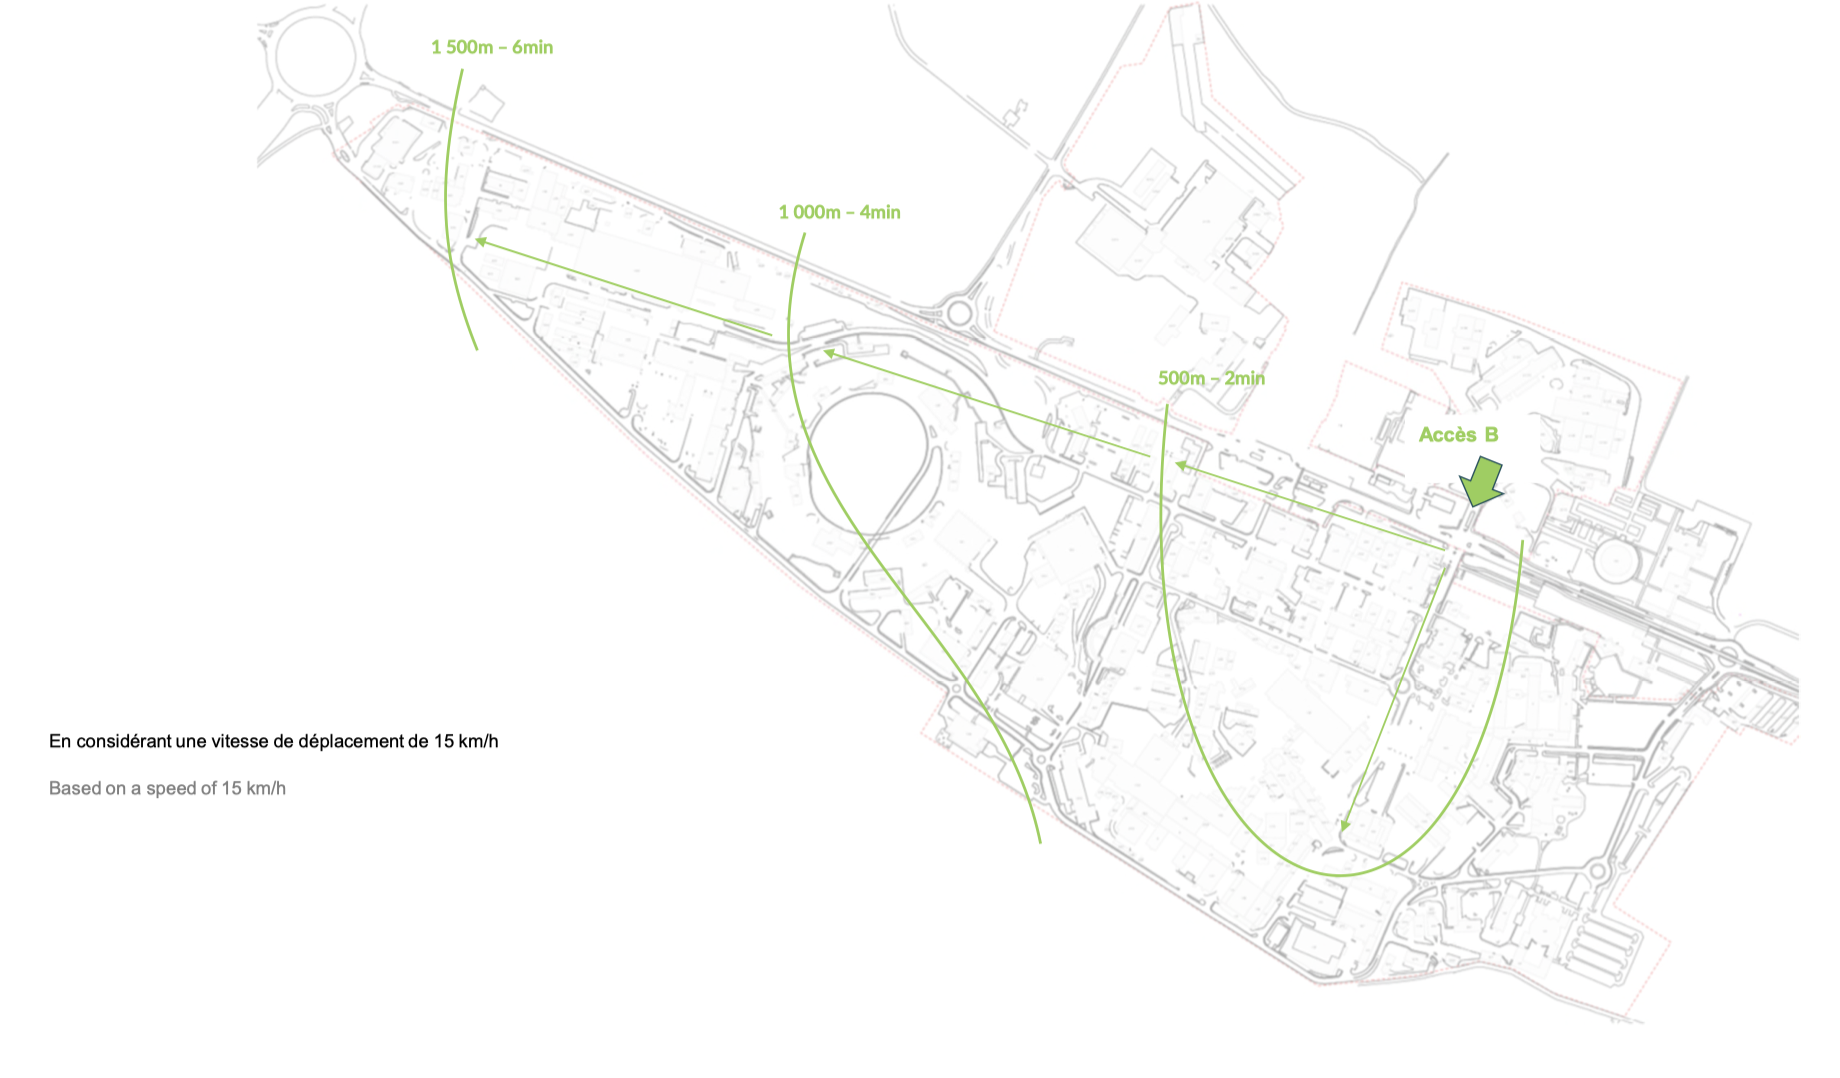 1 500m – 6min
1 000m – 4min
500m – 2min
Accès B
En considérant une vitesse de déplacement de 15 km/h
Based on a speed of 15 km/h